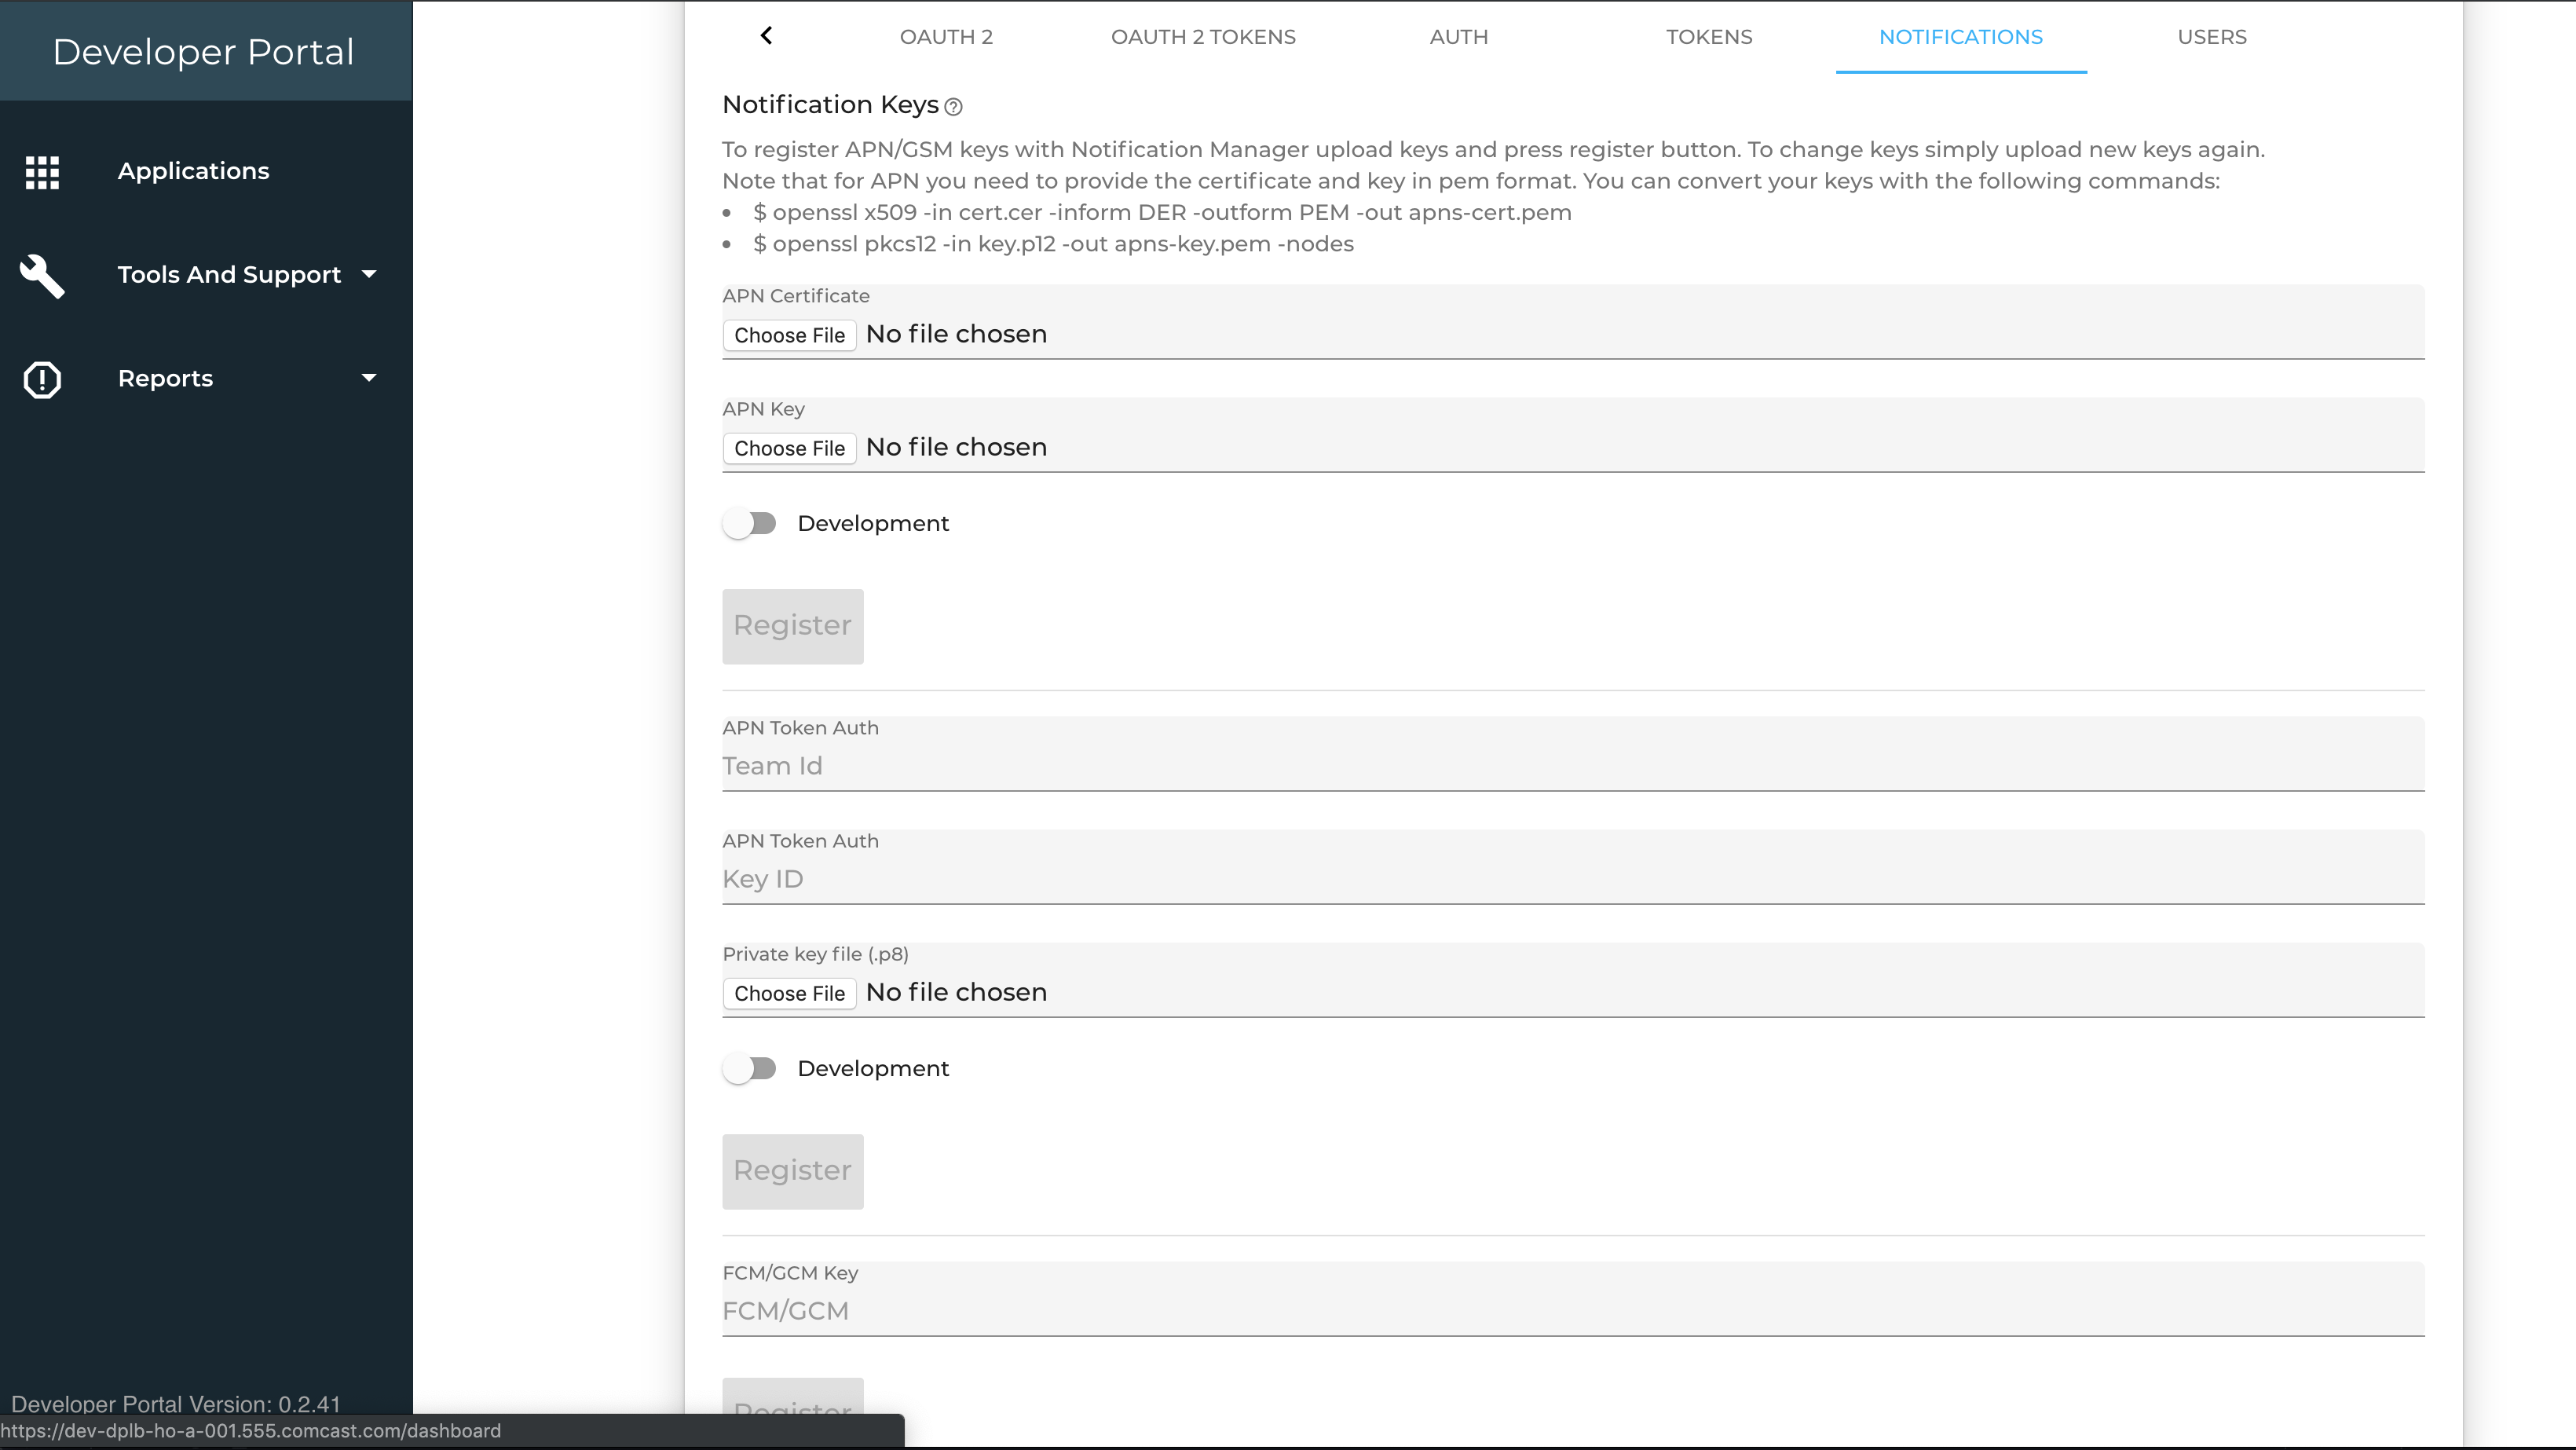 Developer Portal
Applications
Tools And Support
Reports
Developer Portal Version: 0.2.41
https://dev-dplb-ho-a-001.555.comcast.com/dashboard
OAUTH 2 OAUTH 2 TOKENS AUTH TOKENS NOTIFICATIONS USERS
Notification Keys
To register APN/GSM keys with Notification Manager upload keys and press register button. To change keys simply upload new keys again.
Note that for APN you need to provide the certificate and key in pem format. You can convert your keys with the following commands:
• $ openssl x509 -in cert.cer -inform DER -outform PEM -out apns-cert.pem
• $ openssl pkcs12 -in key.p12 -out apns-key.pem -nodes
APN Certificate
Choose File No file chosen
APN Key
Choose File No file chosen
Development
Register
APN Token Auth
Team Id
APN Token Auth
Key ID
Private key file (.p8)
Choose File No file chosen
Development
Register
FCM/GCM Key
FCM/GCM
Register